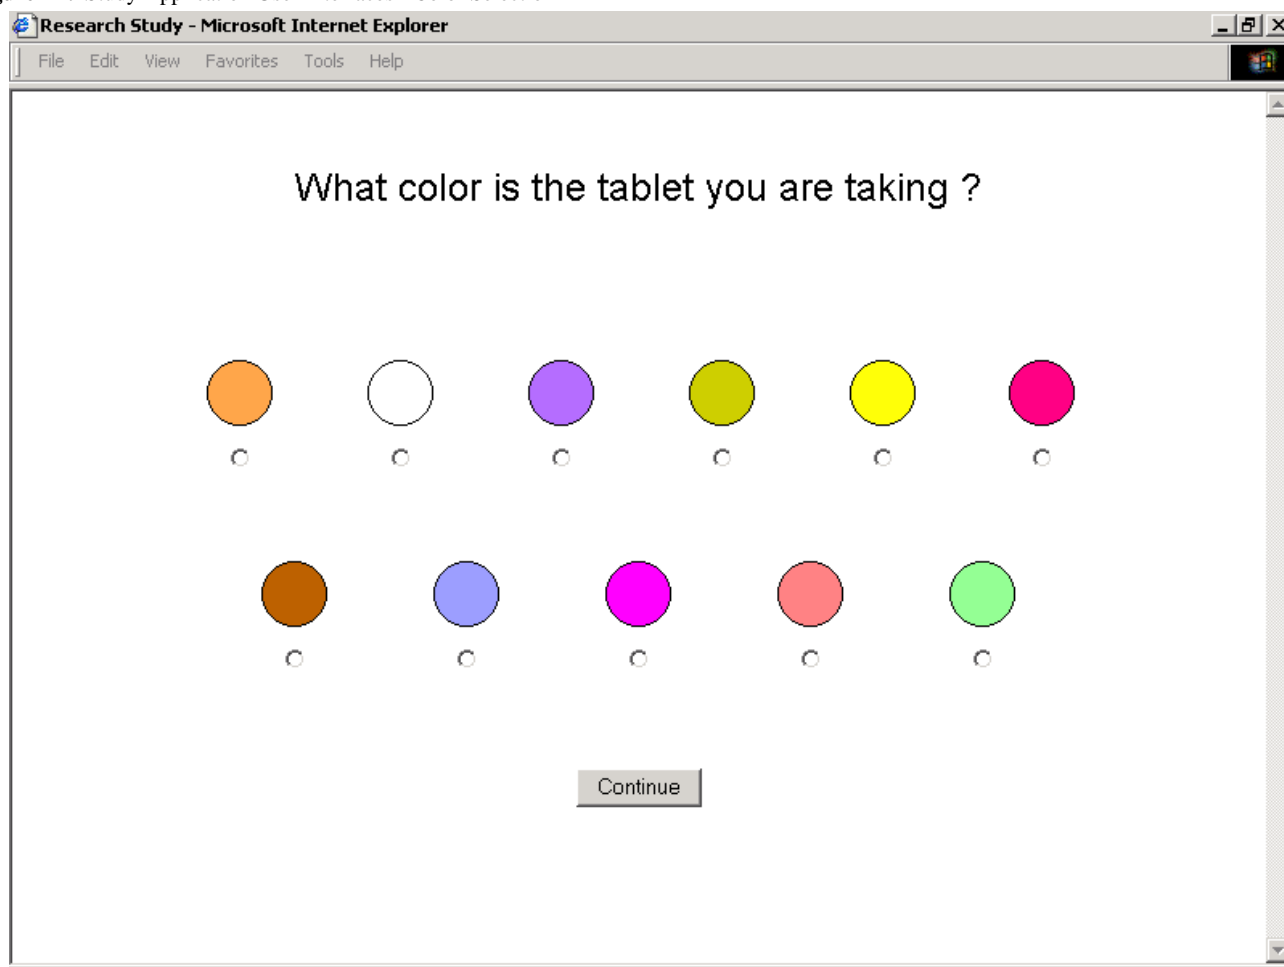 Research Study - Microsoft Internet Explorer
File Edit View Favorites Tools Help
What color is the tablet you are taking ?
Continue